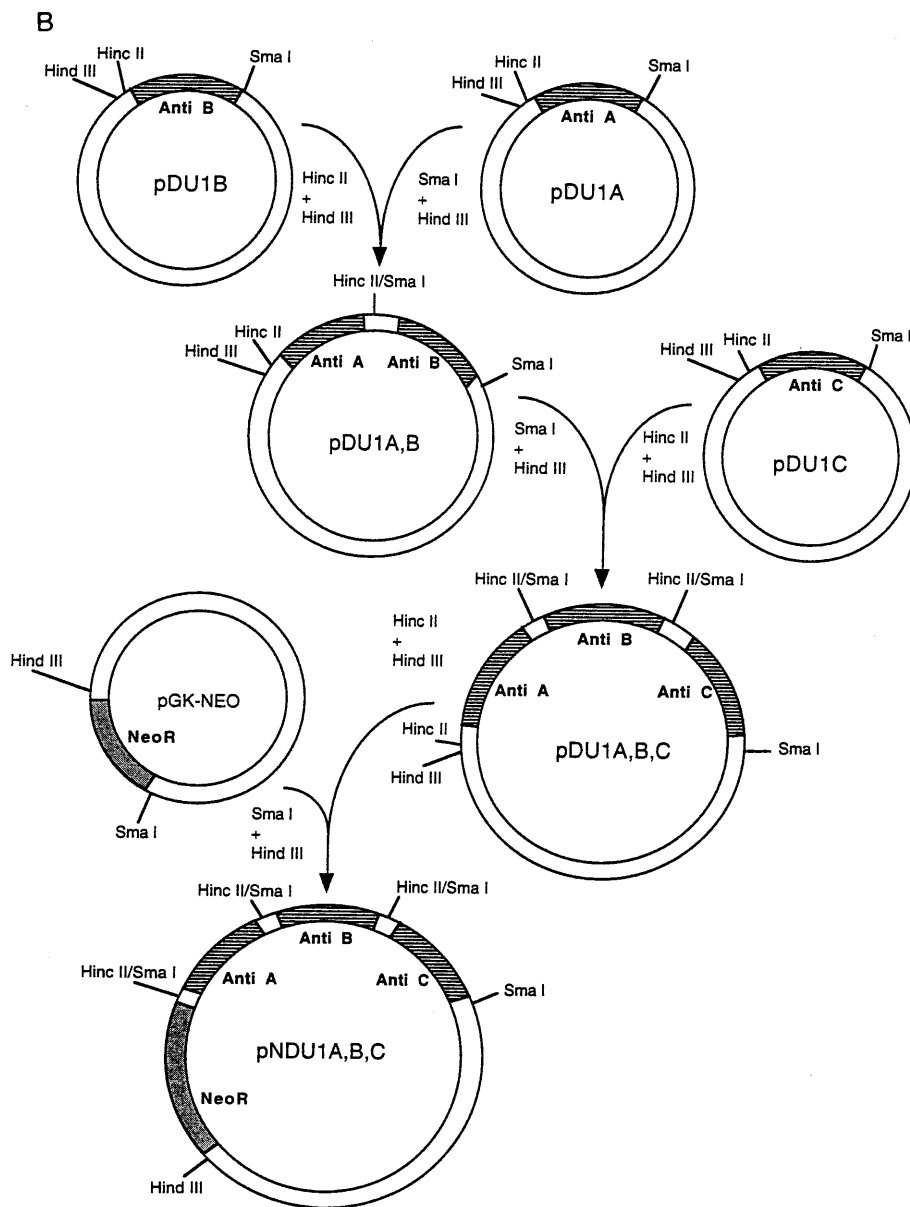 B
Hind III
Hinc II
Sma I
Anti B
pDU1B
Hinc II
+
Hind III
Hind III
Hinc II
Sma I
Anti A
pDU1A
Sma I
+
Hind III
Hinc II/Sma I
Hind III
Hinc II
Anti A
Anti B
Sma I
pDU1A,B
Sma I
+
Hind III
Hind III
Hinc II
Sma I
Anti C
pDU1C
Hinc II
+
Hind III
Hinc II/Sma I
Hinc II/Sma I
Anti B
Anti A
Anti C
Hinc II
Hind III
Sma I
pDU1A,B,C
Hinc II
+
Hind III
Hind III
pGK-NEO
NeoR
Sma I
Sma I
+
Hind III
Hinc II/Sma I
Hinc II/Sma I
Anti B
Hinc II/Sma I
Anti A
Anti C
Sma I
pNDU1A,B,C
NeoR
Hind III